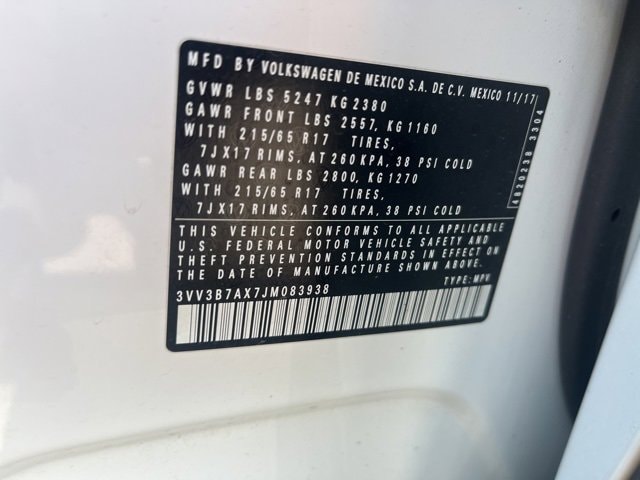 MFD BY VOLKSWAGEN DE MEXICO S.A. DE C.V. MEXICO 11/17
GVWR LBS 5247 KG 2380
GAWR FRONT LBS 2557, KG 1160
WITH 215/65 R17 TIRES,
7JX17 RIMS, AT 260 KPA, 38 PSI COLD
GAWR REAR LBS 2800, KG 1270
WITH 215/65 R17 TIRES,
7JX17 RIMS, AT 260 KPA, 38 PSI COLD
THIS VEHICLE CONFORMS TO ALL APPLICABLE
U.S. FEDERAL MOTOR VEHICLE SAFETY AND
THEFT PREVENTION STANDARDS IN EFFECT ON
THE DATE OF MANUFACTURE SHOWN ABOVE.
3VV3B7AX7JM083938 TYPE: MPV
4820238 3304